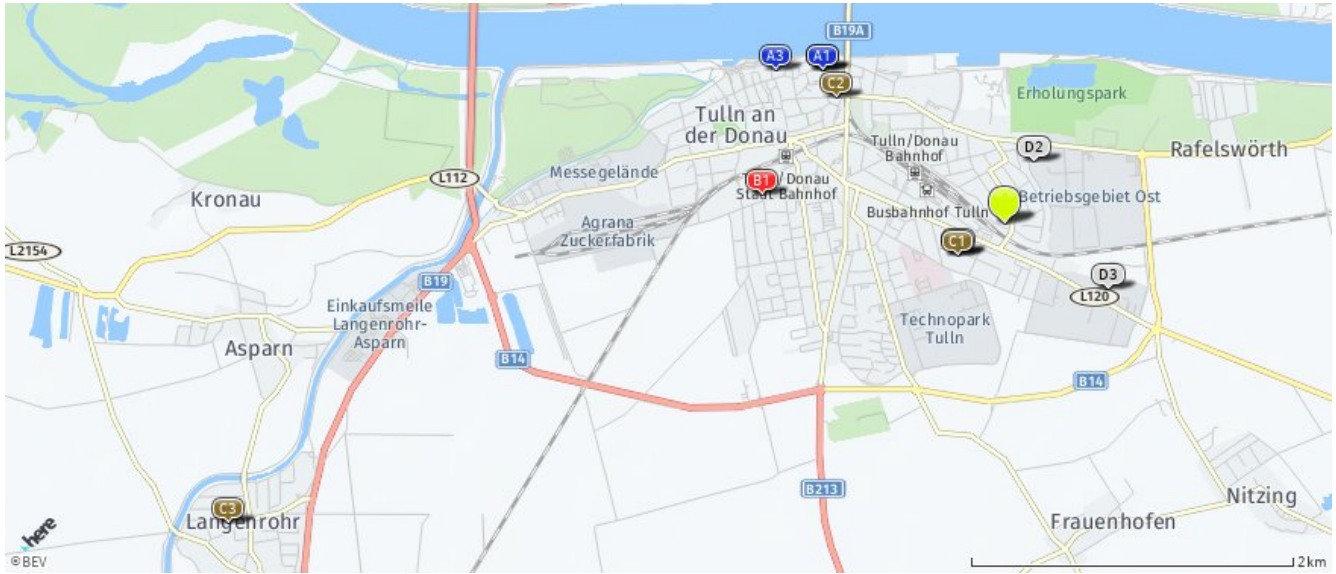 B19A
A3
A1
C2
Erholungspark
Tulln an
der Donau
Tulln/Donau
Bahnhof
D2
Rafelswörth
L112
Messegelände
B1
/Donau
Stadt Bahnhof
Kronau
Betriebsgebiet Ost
Busbahnhof Tulln
Agrana
Zuckerfabrik
C1
L2154
B19
D3
L120
Einkaufsmeile
Langenrohr-
Asparn
Technopark
Tulln
Asparn
B14
B14
B213
Nitzing
C3
Langenrohr
Frauenhofen
here
©BEV
2km